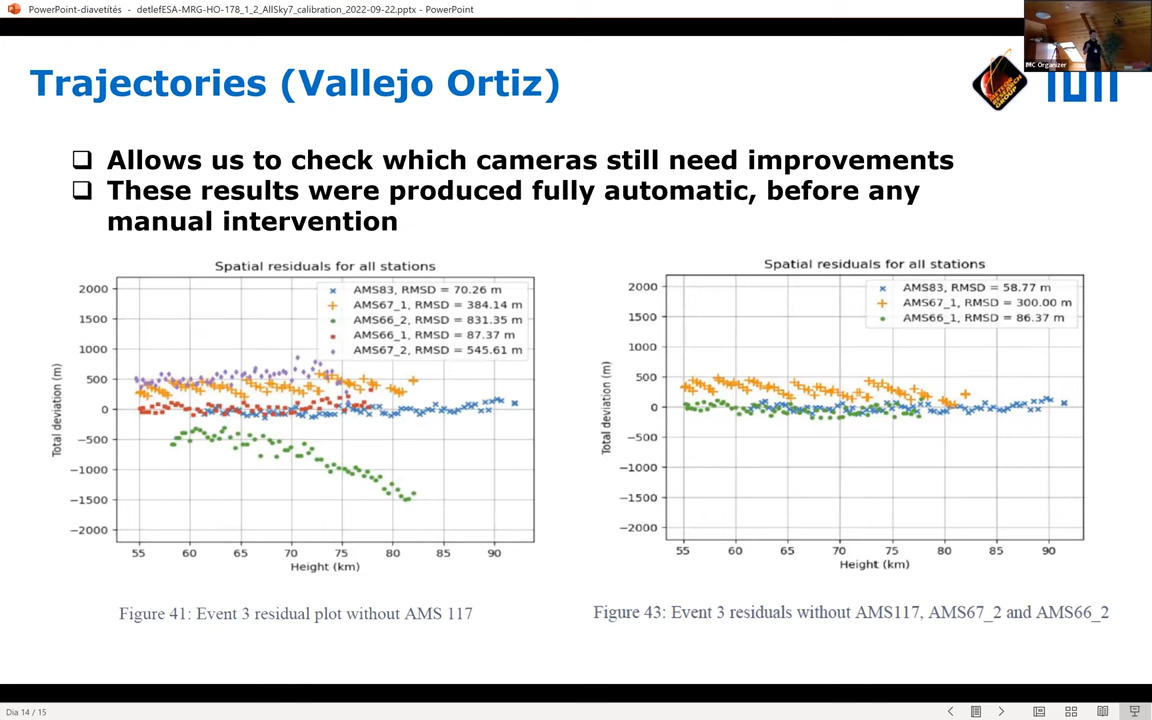 PowerPoint-diavetítés - detlefESA-MRG-HO-178_1_2_AllSky7_calibration_2022-09-22.pptx - PowerPoint
IMC Organizer
Trajectories (Vallejo Ortiz)
METEOR RESEARCH GROUP
❑ Allows us to check which cameras still need improvements
❑ These results were produced fully automatic, before any
manual intervention
Spatial residuals for all stations
AMS83, RMSD = 70.26 m
AMS67_1, RMSD = 384.14 m
AMS66_2, RMSD = 831.35 m
AMS66_1, RMSD = 87.37 m
AMS67_2, RMSD = 545.61 m
2000
1500
1000
500
0
−500
−1000
−1500
−2000
Total deviation (m)
55 60 65 70 75 80 85 90
Height (km)
Figure 41: Event 3 residual plot without AMS 117
Spatial residuals for all stations
AMS83, RMSD = 58.77 m
AMS67_1, RMSD = 300.00 m
AMS66_1, RMSD = 86.37 m
2000
1500
1000
500
0
−500
−1000
−1500
−2000
Total deviation (m)
55 60 65 70 75 80 85 90
Height (km)
Figure 43: Event 3 residuals without AMS117, AMS67_2 and AMS66_2
Dia 14 / 15